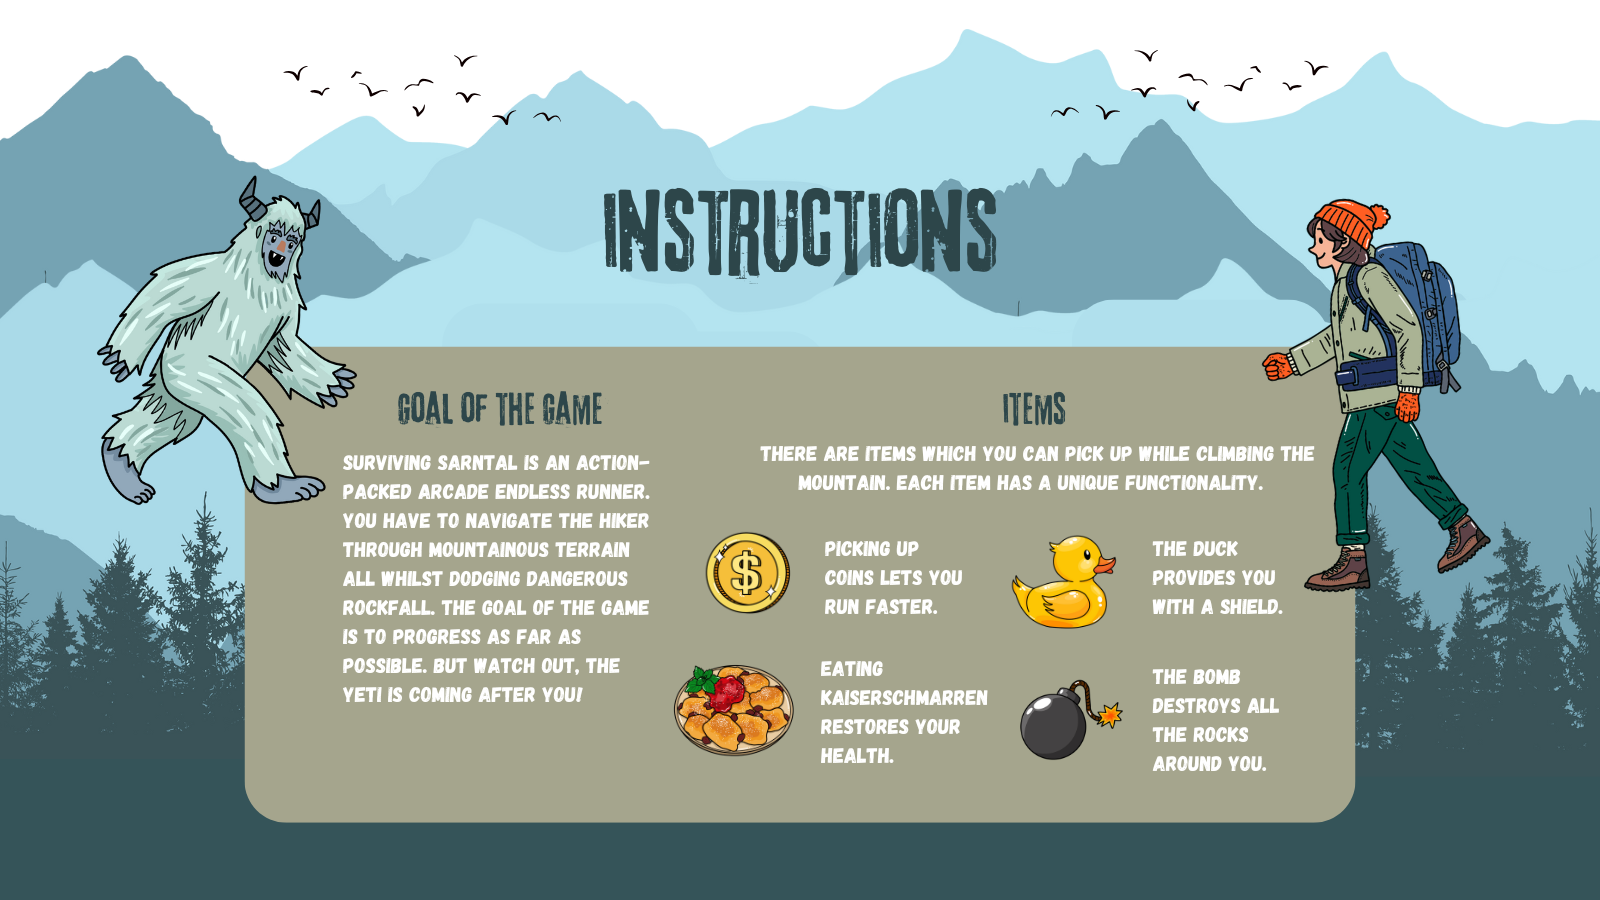 INSTRUCTIONS
GOAL OF THE GAME
SURVIVING SARNTAL IS AN ACTION-
PACKED ARCADE ENDLESS RUNNER.
YOU HAVE TO NAVIGATE THE HIKER
THROUGH MOUNTAINOUS TERRAIN
ALL WHILST DODGING DANGEROUS
ROCKFALL. THE GOAL OF THE GAME
IS TO PROGRESS AS FAR AS
POSSIBLE. BUT WATCH OUT, THE
YETI IS COMING AFTER YOU!
ITEMS
THERE ARE ITEMS WHICH YOU CAN PICK UP WHILE CLIMBING THE
MOUNTAIN. EACH ITEM HAS A UNIQUE FUNCTIONALITY.
$
PICKING UP
COINS LETS YOU
RUN FASTER.
THE DUCK
PROVIDES YOU
WITH A SHIELD.
EATING
KAISERSCHMARREN
RESTORES YOUR
HEALTH.
THE BOMB
DESTROYS ALL
THE ROCKS
AROUND YOU.